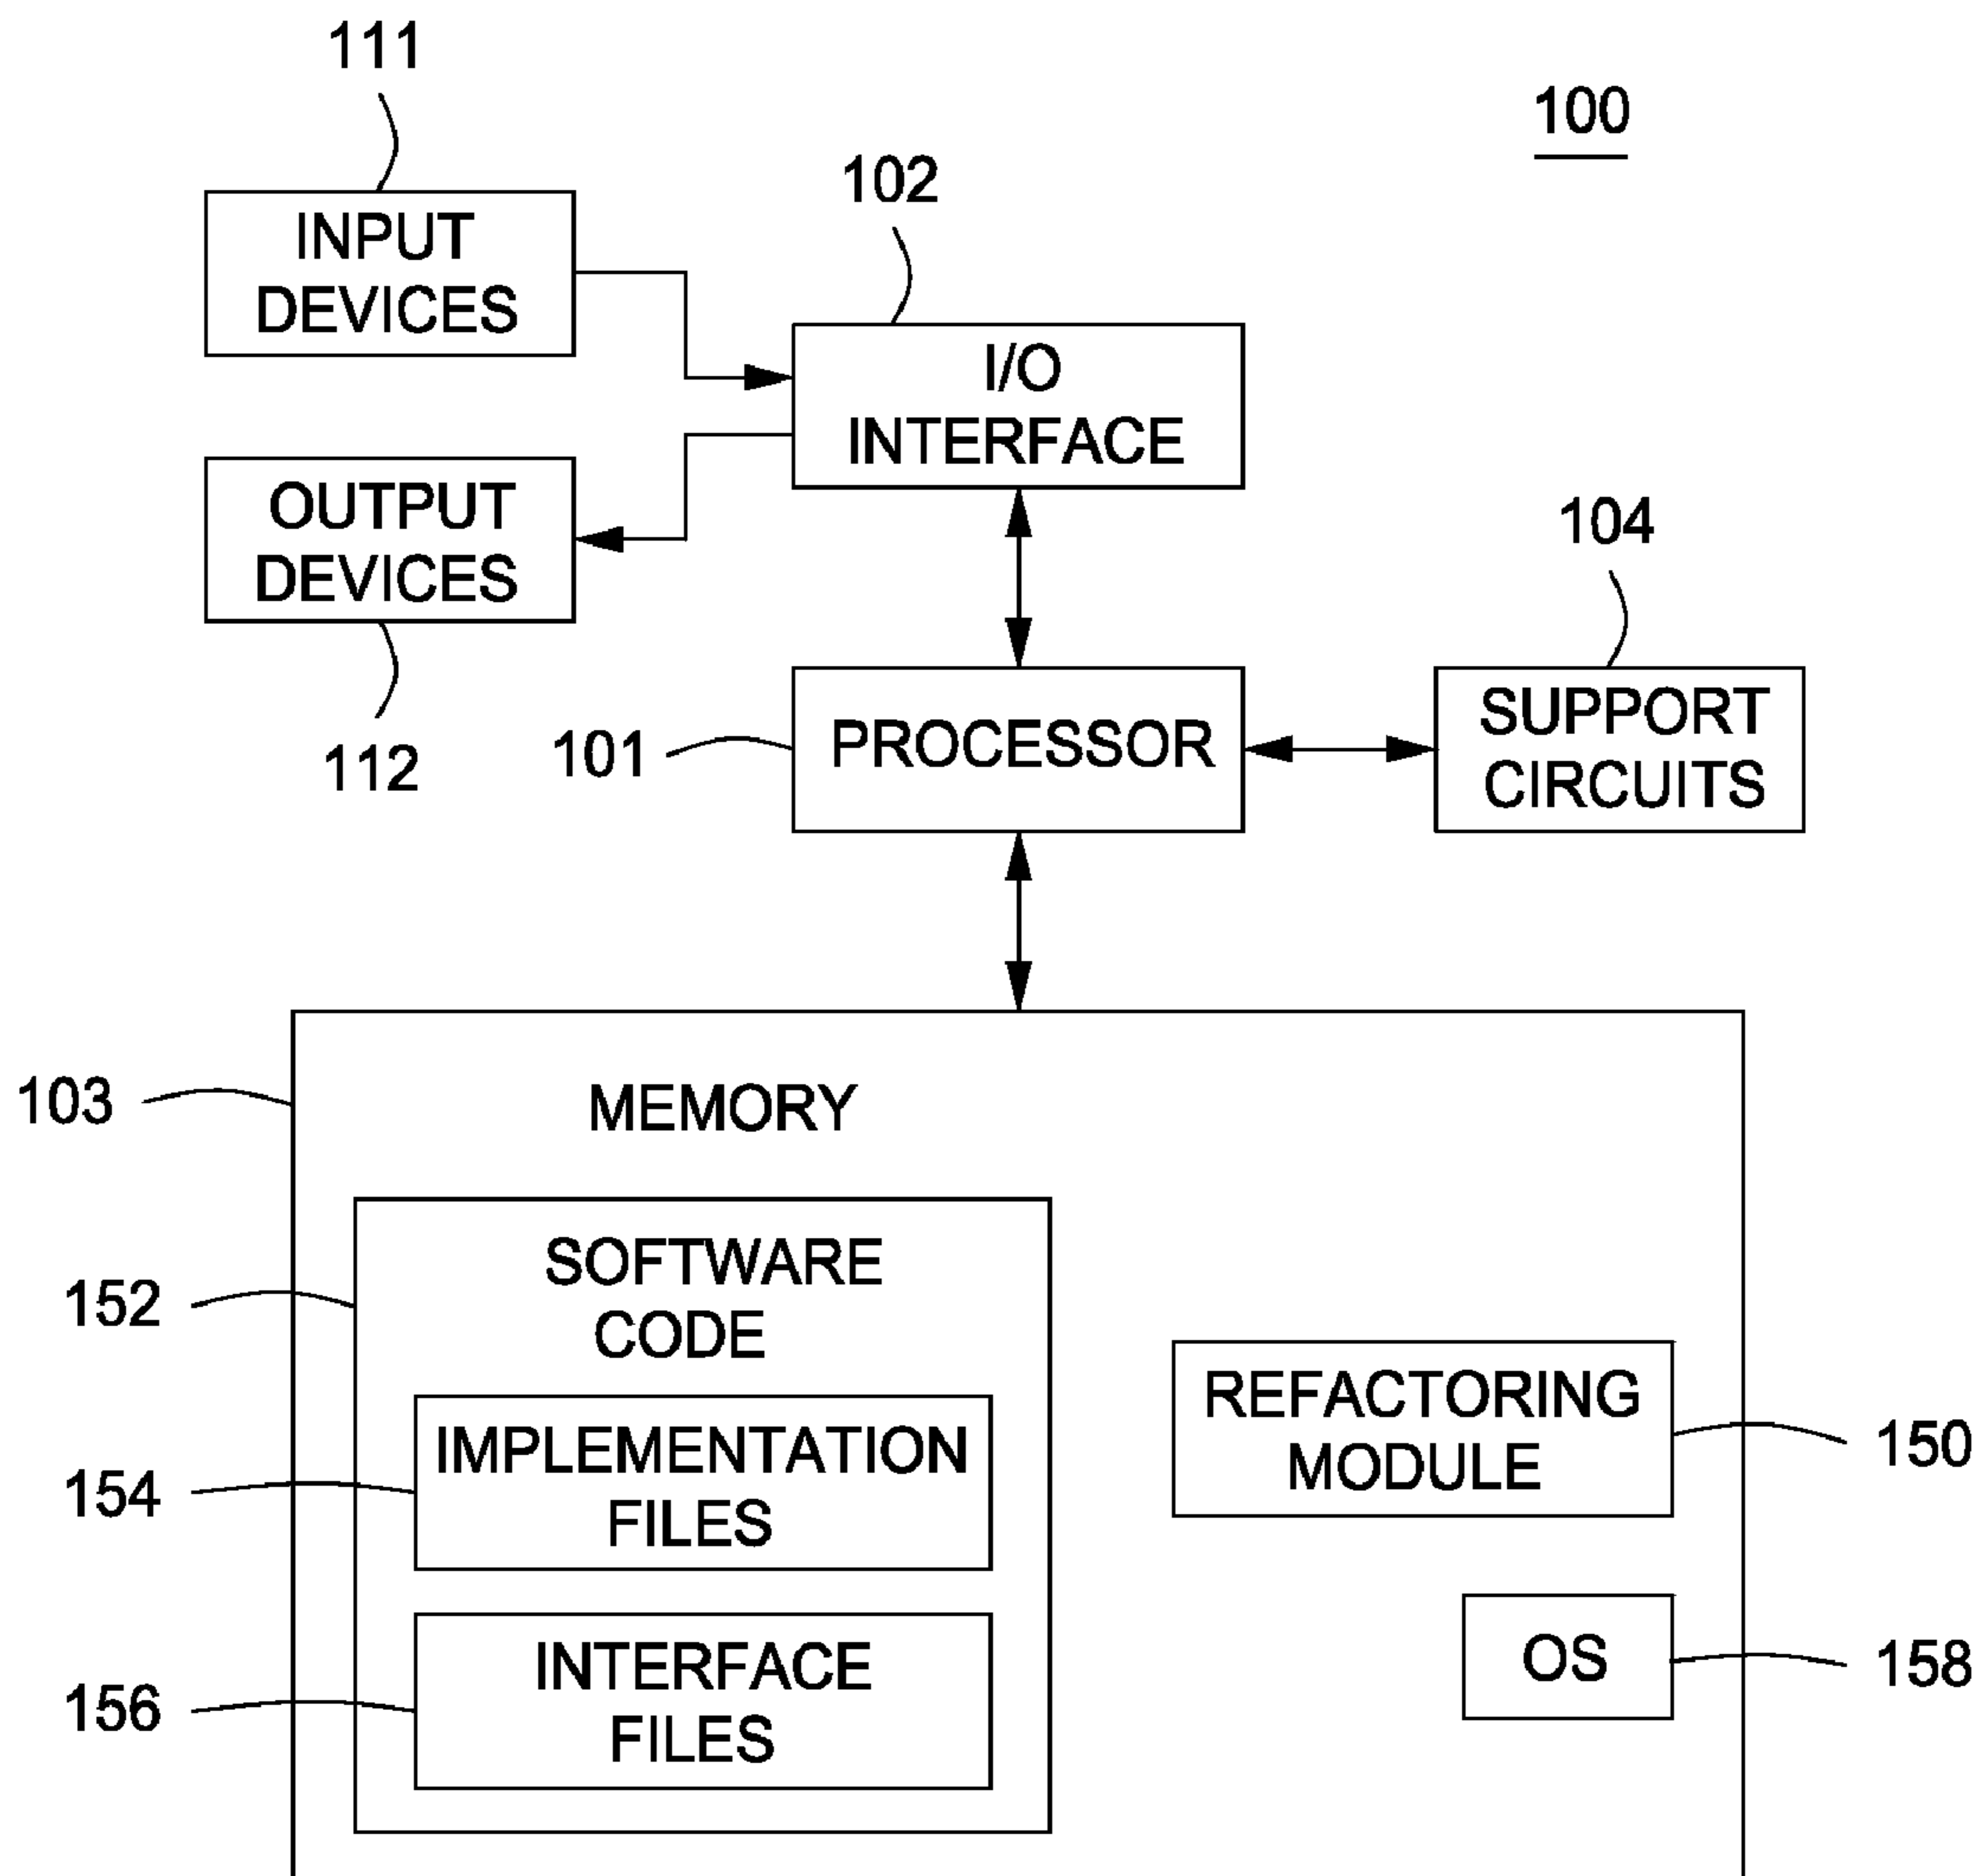 111
100
102
INPUT
DEVICES
I/O
INTERFACE
OUTPUT
DEVICES
104
112
101
PROCESSOR
SUPPORT
CIRCUITS
103
MEMORY
152
SOFTWARE
CODE
154
IMPLEMENTATION
FILES
REFACTORING
MODULE
150
156
INTERFACE
FILES
OS
158